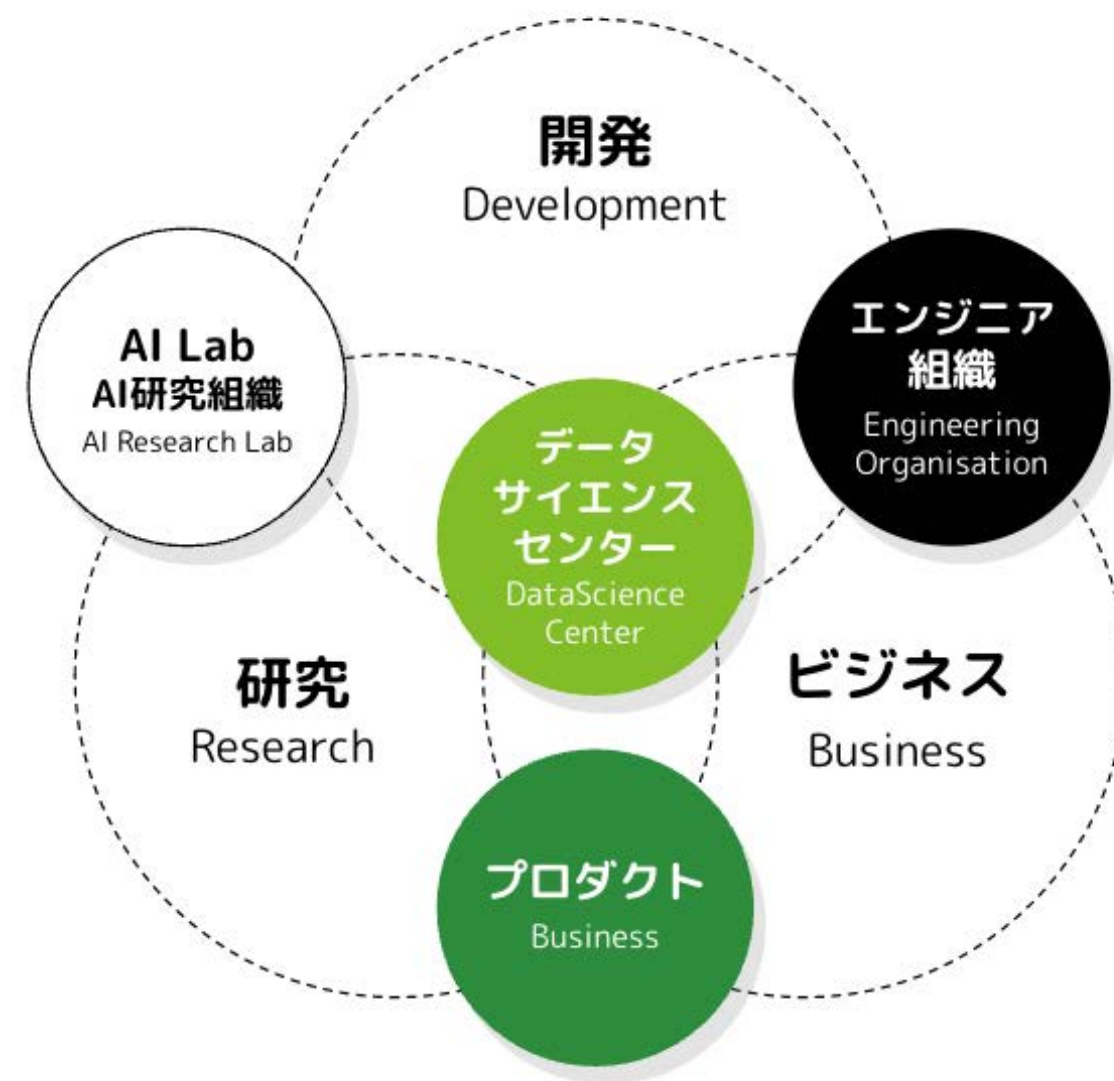 開発
Development
AI Lab
AI研究組織
AI Research Lab
エンジニア
組織
Engineering
Organisation
データ
サイエンス
センター
DataScience
Center
研究
Research
ビジネス
Business
プロダクト
Business